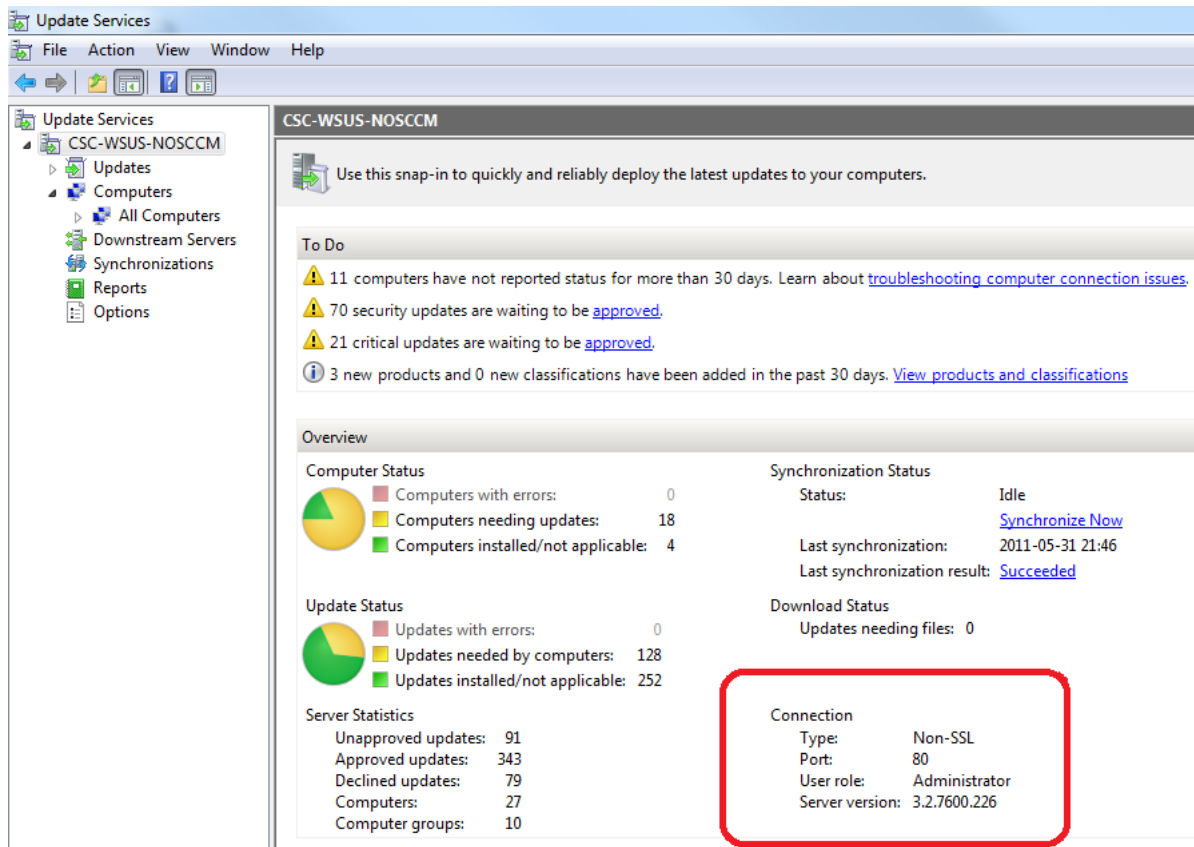 Update Services
File Action View Window Help
Update Services
CSC-WSUS-NOSCCM
Updates
Computers
All Computers
Downstream Servers
Synchronizations
Reports
Options
CSC-WSUS-NOSCCM
Use this snap-in to quickly and reliably deploy the latest updates to your computers.
To Do
11 computers have not reported status for more than 30 days. Learn about troubleshooting computer connection issues.
70 security updates are waiting to be approved.
21 critical updates are waiting to be approved.
3 new products and 0 new classifications have been added in the past 30 days. View products and classifications
Overview
Computer Status
Computers with errors: 0
Computers needing updates: 18
Computers installed/not applicable: 4
Synchronization Status
Status: Idle
Synchronize Now
Last synchronization: 2011-05-31 21:46
Last synchronization result: Succeeded
Update Status
Updates with errors: 0
Updates needed by computers: 128
Updates installed/not applicable: 252
Download Status
Updates needing files: 0
Server Statistics
Unapproved updates: 91
Approved updates: 343
Declined updates: 79
Computers: 27
Computer groups: 10
Connection
Type: Non-SSL
Port: 80
User role: Administrator
Server version: 3.2.7600.226